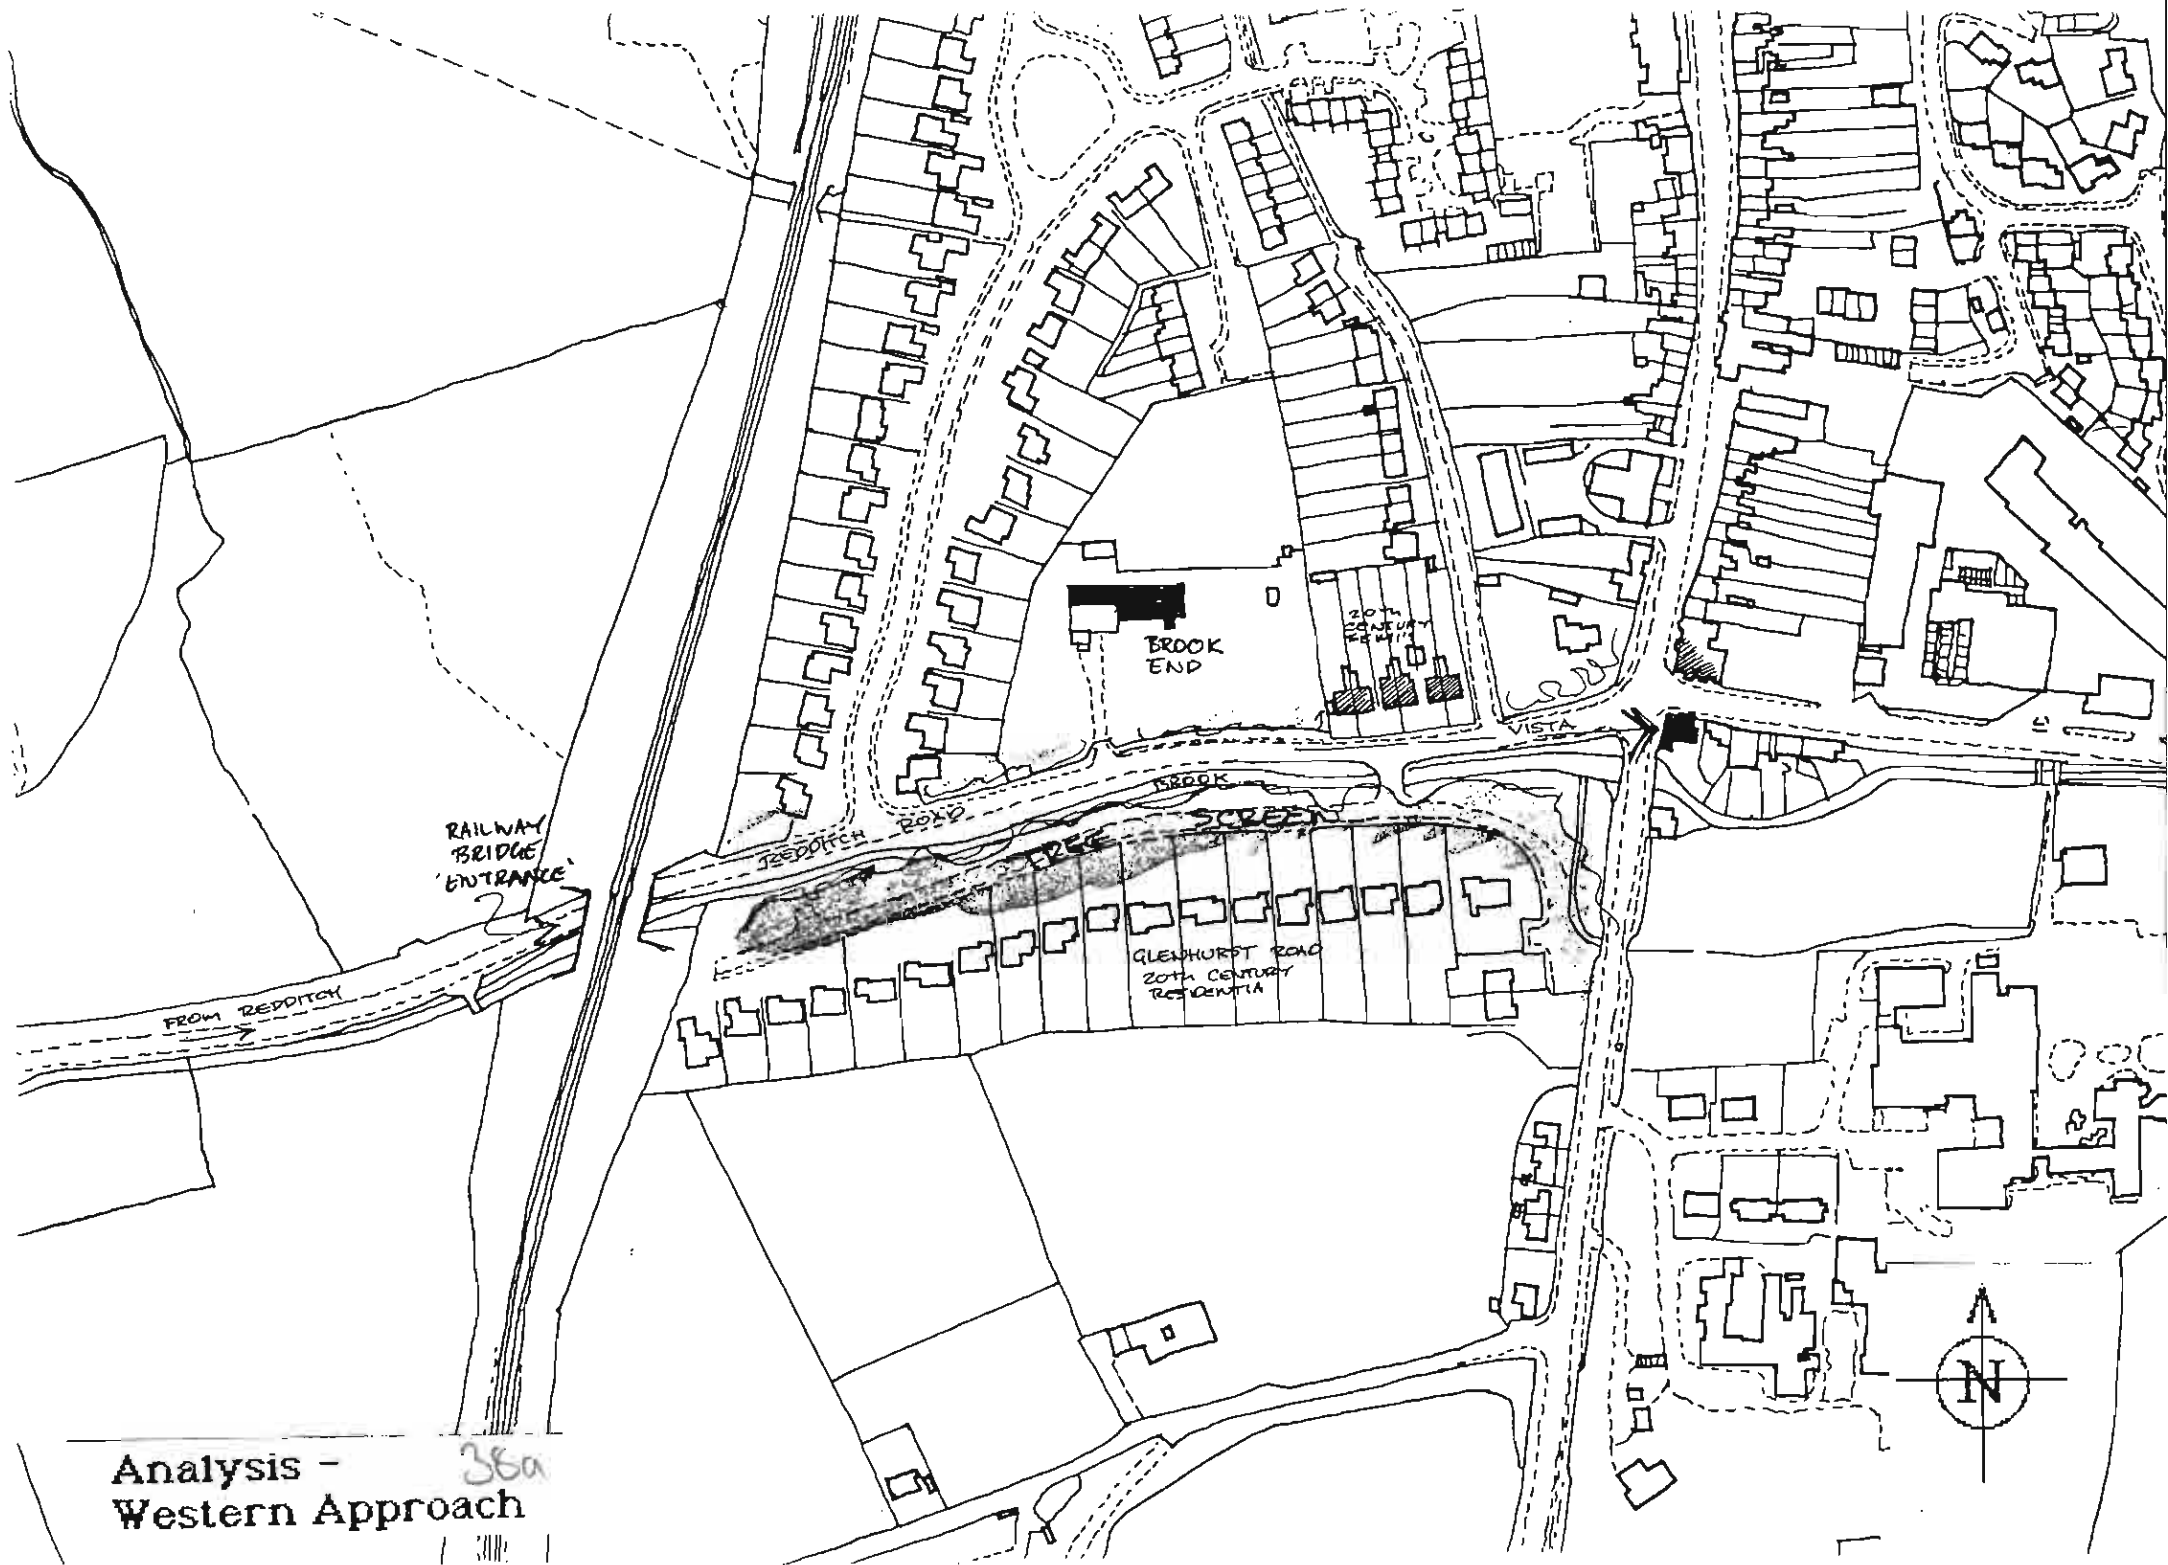 20TH
CENTURY
BROOK
END
VISTA
BROOK
REDDITCH ROAD
TREE SCREEN
RAILWAY
BRIDGE
'ENTRANCE'
GLENHURST ROAD
20TH CENTURY
RESIDENTIA
FROM REDDITCH
N
Analysis - 38a
Western Approach